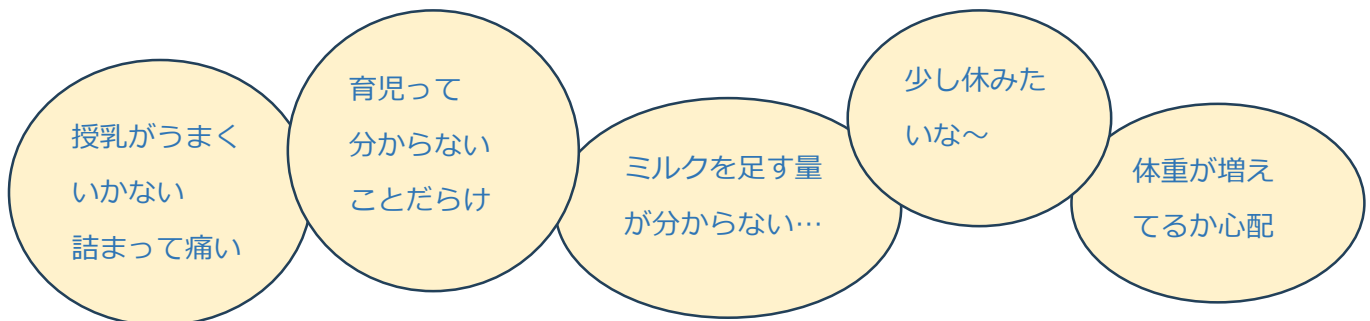 授乳がうまく
いかない
詰まって痛い
育児って
分からない
ことだらけ
ミルクを足す量
が分からない…
少し休みた
いな～
体重が増え
てるか心配